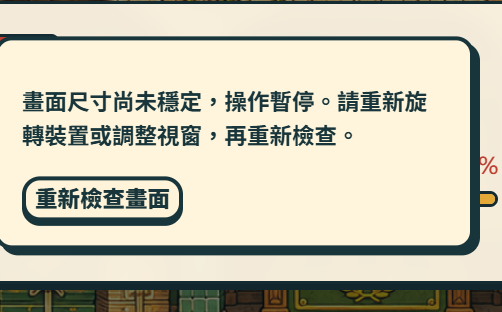 畫面尺寸尚未穩定，操作暫停。請重新旋
轉裝置或調整視窗，再重新檢查。
%
重新檢查畫面